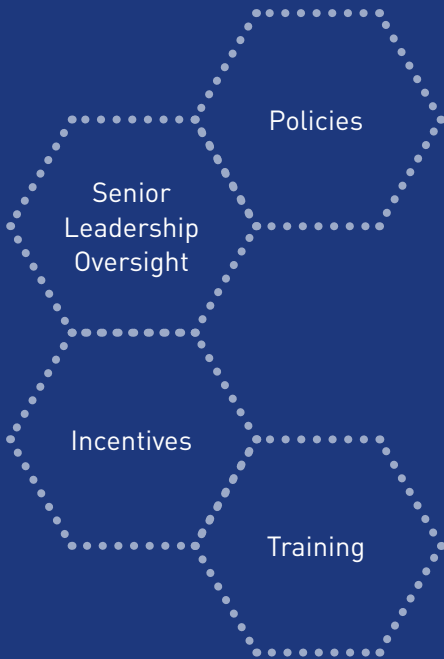 Policies
Senior
Leadership
Oversight
Incentives
Training